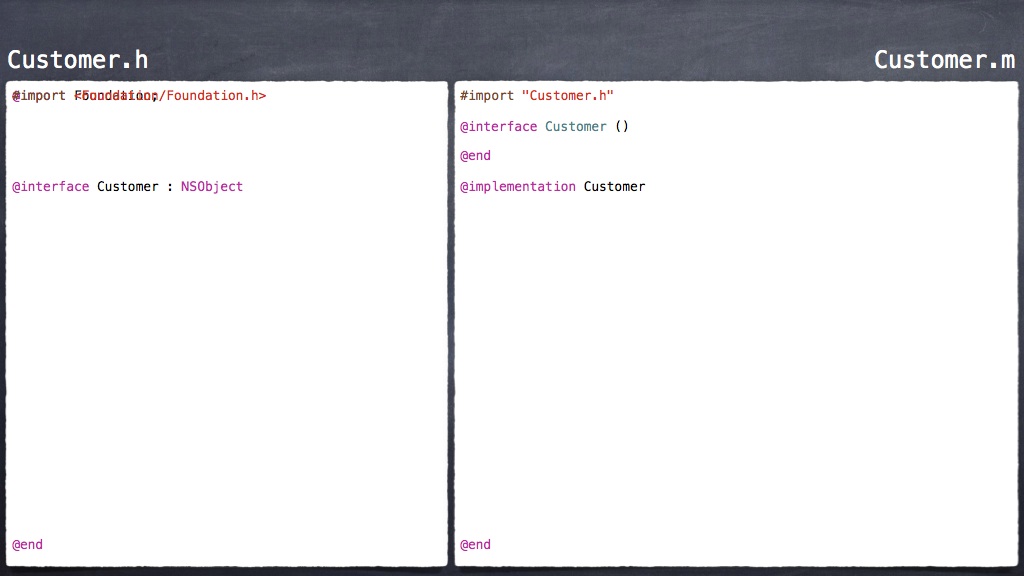 Customer.h
Customer.m
#import <Foundation/Foundation.h>
@import Foundation;
@interface Customer : NSObject
@end
#import "Customer.h"
@interface Customer ()
@end
@implementation Customer
@end